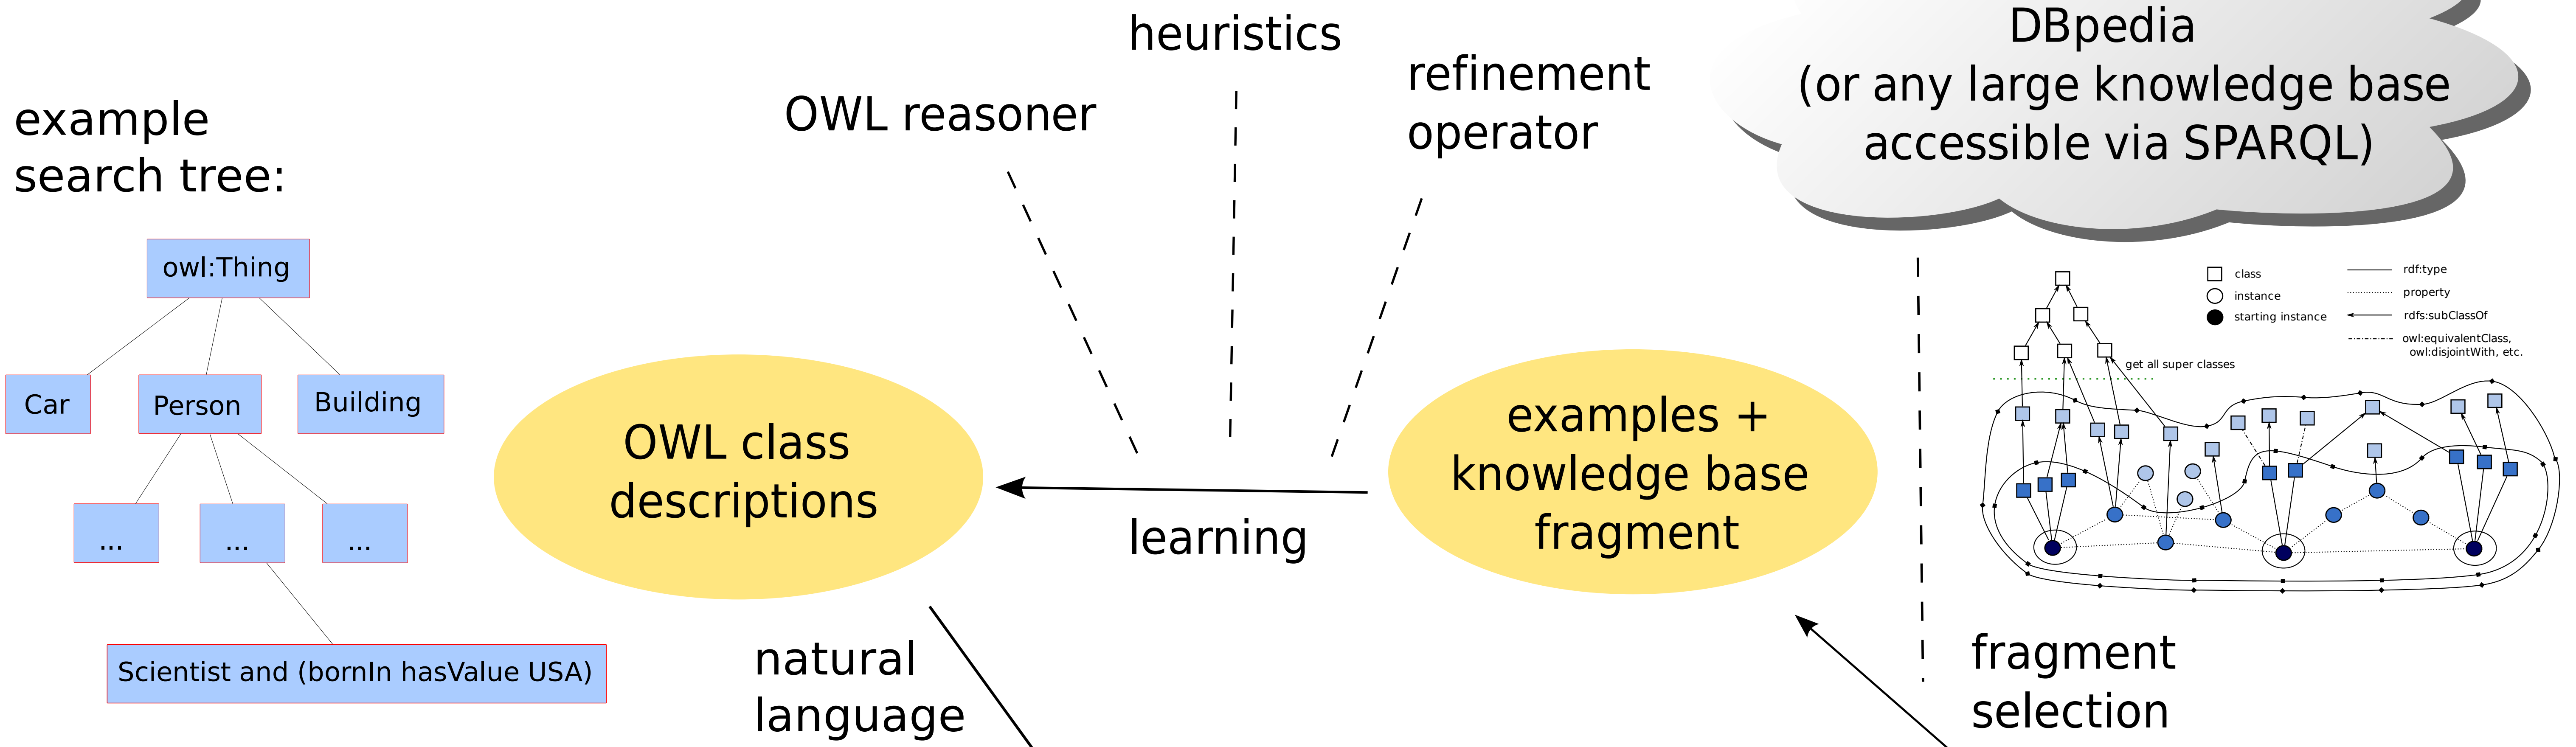 heuristics
OWL reasoner
refinement
operator
DBpedia
(or any large knowledge base
accessible via SPARQL)
example
search tree:
owl:Thing
Car
Person
Building
...
...
...
Scientist and (bornIn hasValue USA)
OWL class
descriptions
learning
examples +
knowledge base
fragment
class
instance
starting instance
rdf:type
property
rdfs:subClassOf
owl:equivalentClass,
owl:disjointWith, etc.
get all super classes
natural
language
fragment
selection